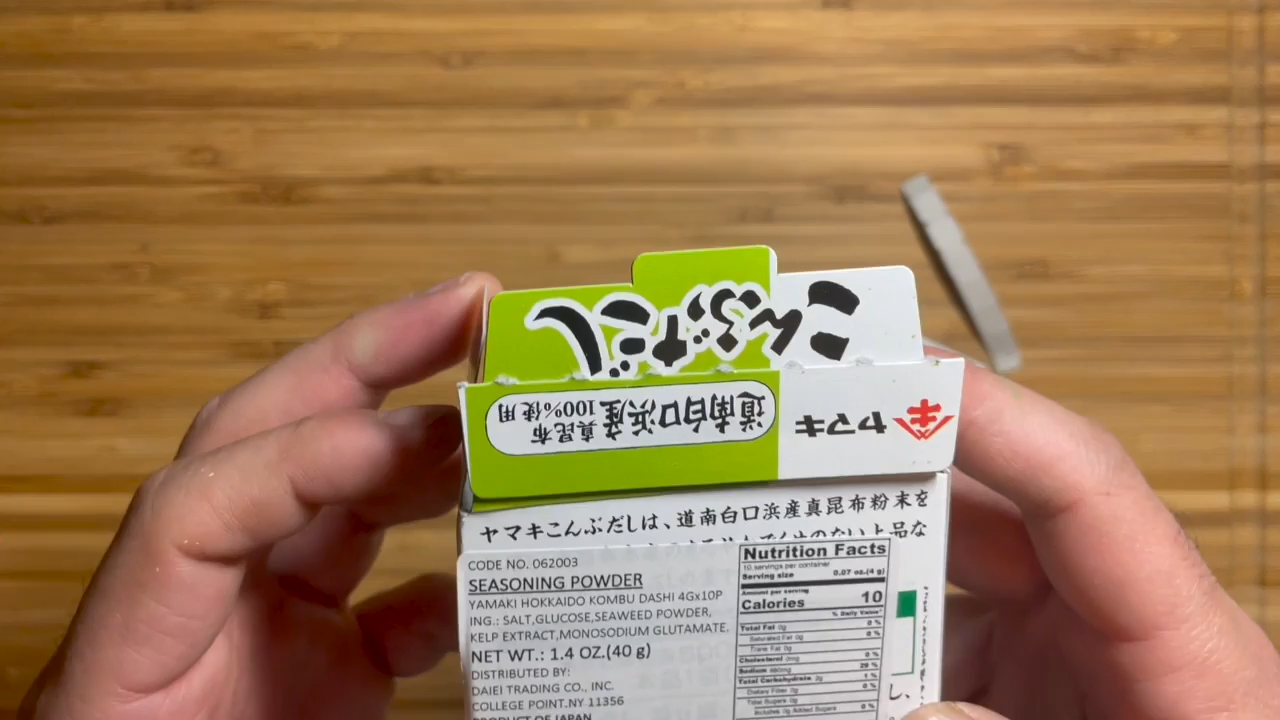 こんぶだし
道南白口浜産
真昆布
100%使用
ヤマキ
ヤマキこんぶだしは、道南白口浜産真昆布粉末を
CODE NO. 062003
SEASONING POWDER
YAMAKI HOKKAIDO KOMBU DASHI 4Gx10P
ING.: SALT,GLUCOSE,SEAWEED POWDER,
KELP EXTRACT,MONOSODIUM GLUTAMATE.
NET WT.: 1.4 OZ.(40 g)
DISTRIBUTED BY:
DAIEI TRADING CO., INC.
COLLEGE POINT.NY 11356
PRODUCT OF JAPAN
Nutrition Facts
10 servings per container
Serving size 0.07 oz.(4 g)
Amount per serving
Calories 10
% Daily Value*
Total Fat 0g 0 %
Saturated Fat 0g 0 %
Trans Fat 0g
Cholesterol 0mg 0 %
Sodium 660mg 29 %
Total Carbohydrate 2g 1 %
Dietary Fiber 0g 0 %
Total Sugars 0g
Includes 0g Added Sugars 0 %
し、